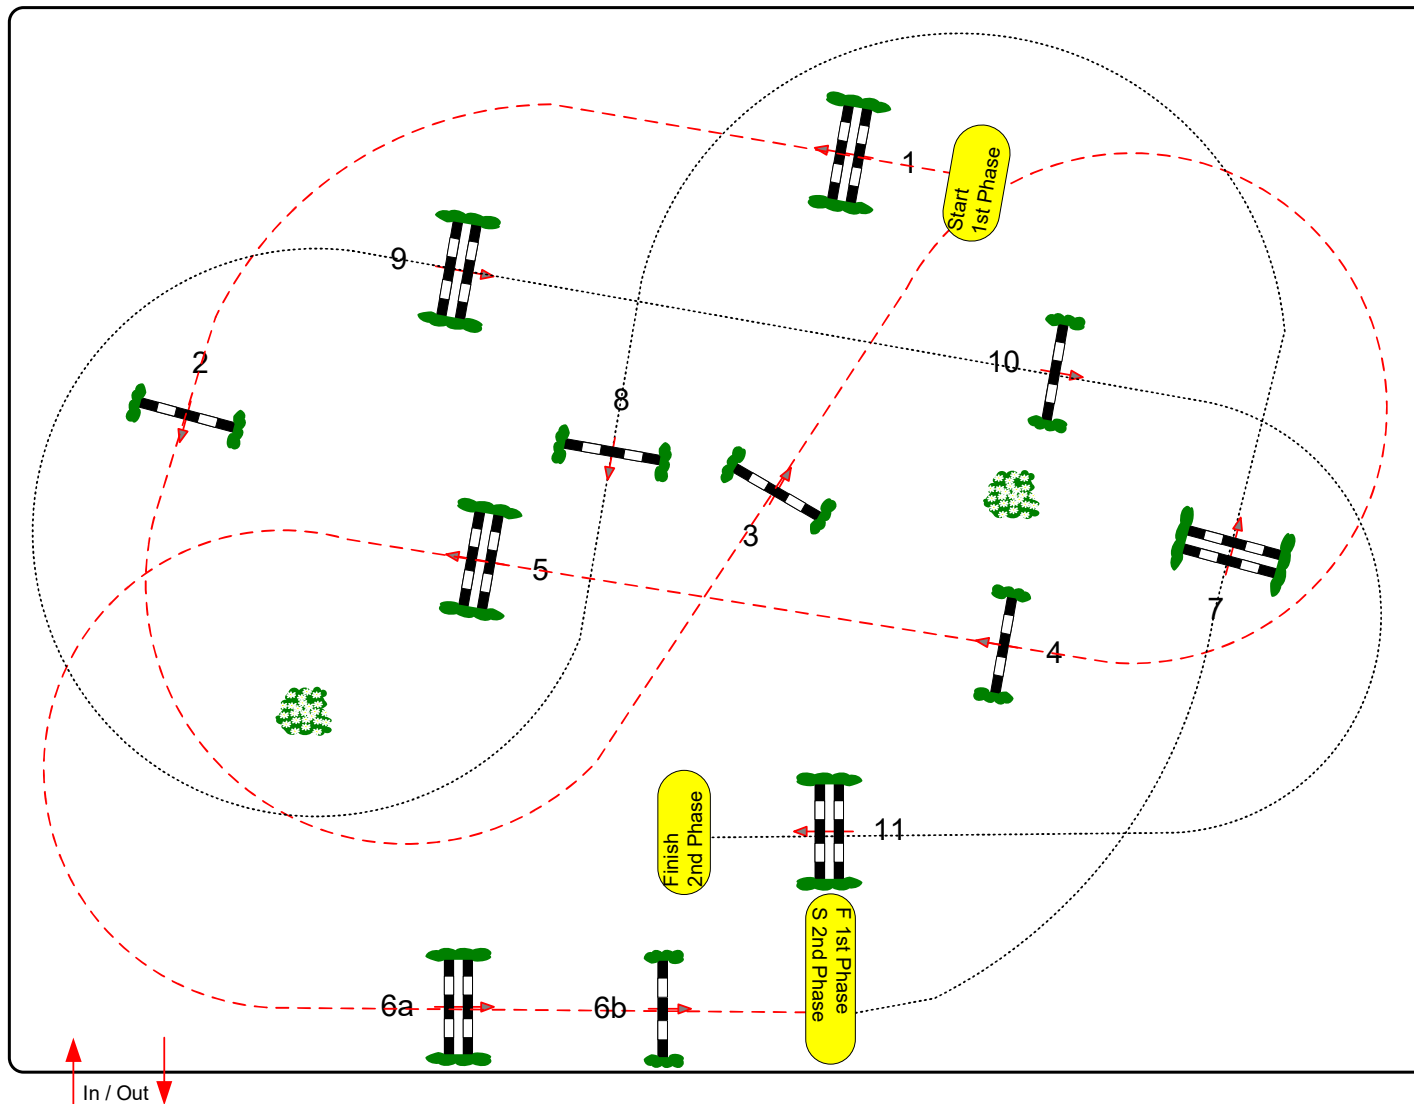 1
Start
1st Phase
9
2
10
8
3
5
7
4
Finish
2nd Phase
11
F 1st Phase
S 2nd Phase
6a
6b
In / Out